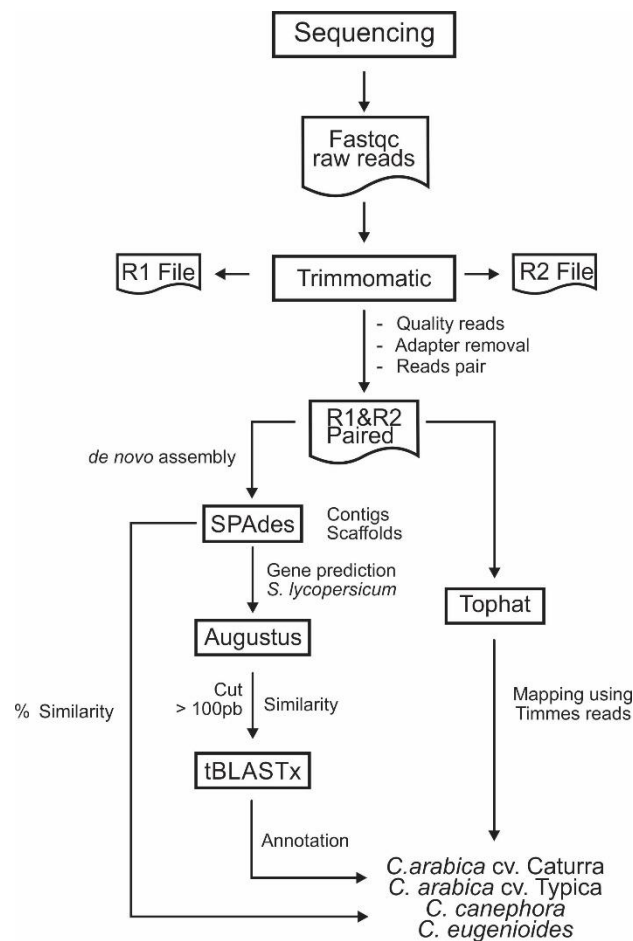 Sequencing
Fastqc
raw reads
R1 File
Trimmomatic
R2 File
- Quality reads
- Adapter removal
- Reads pair
R1&R2
Paired
de novo assembly
SPAdes
Contigs
Scaffolds
Gene prediction
S. lycopersicum
Tophat
Augustus
Cut
> 100pb
Similarity
% Similarity
Mapping using
Timmes reads
tBLASTx
Annotation
C.arabica cv. Caturra
C. arabica cv. Typica
C. canephora
C. eugenioides